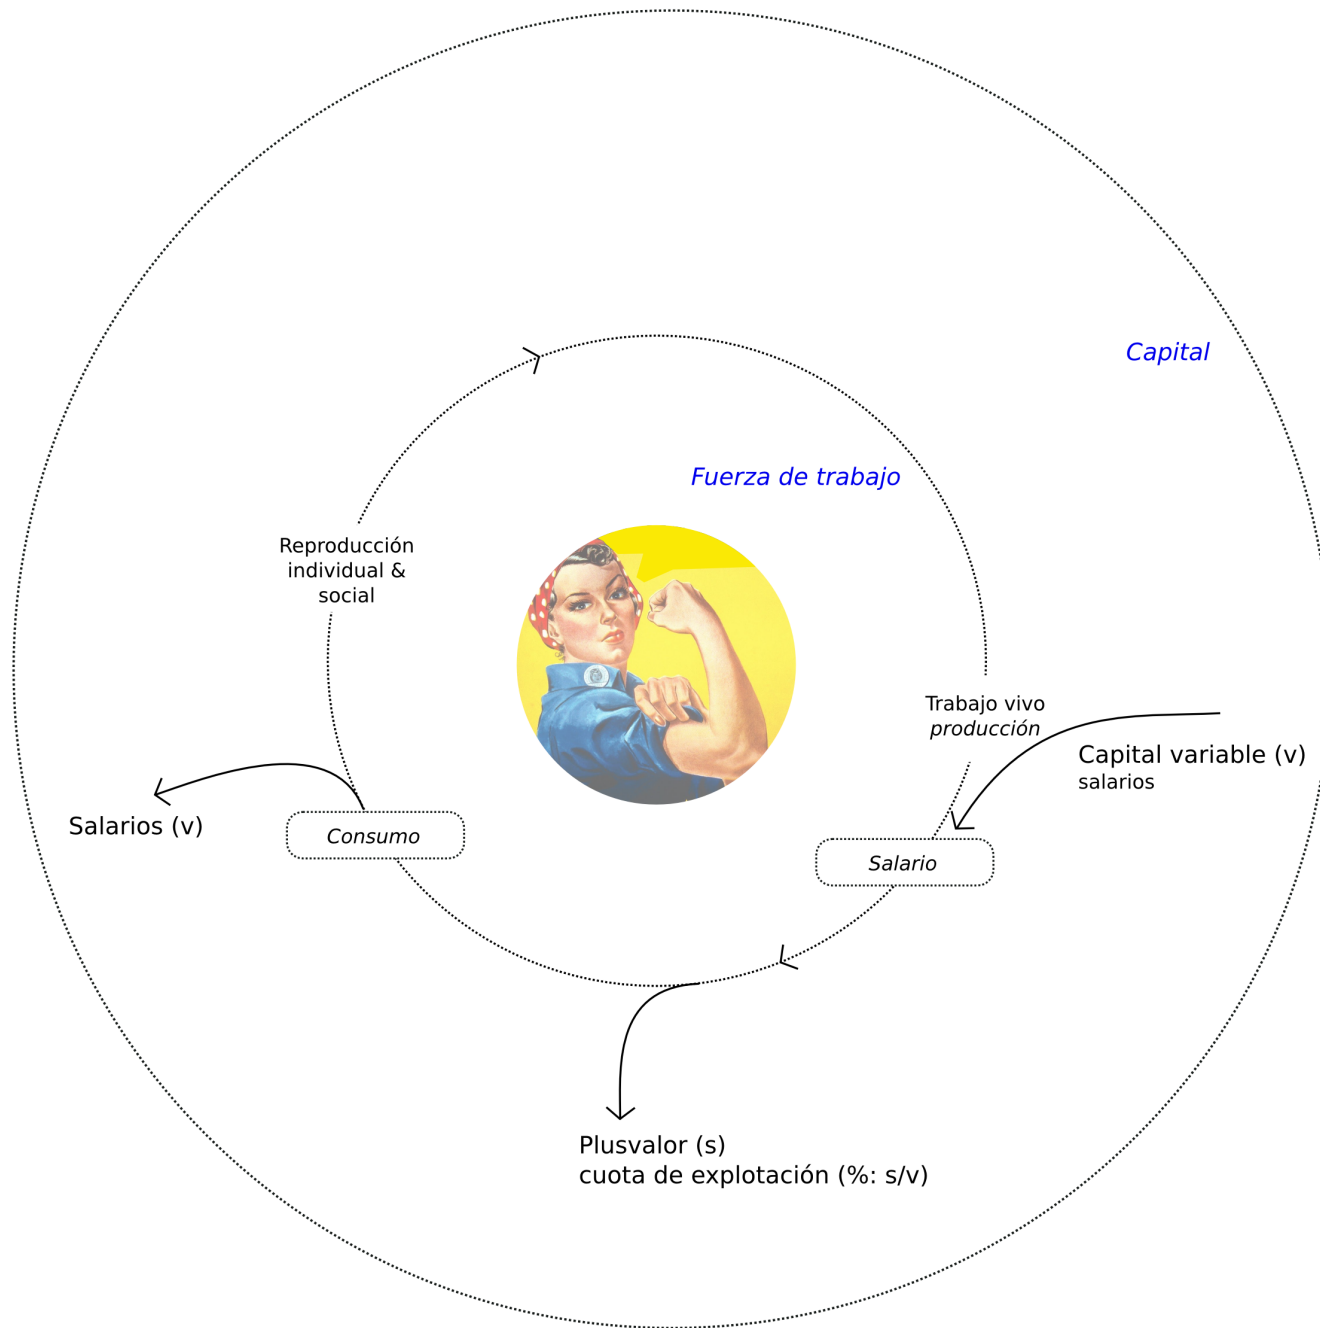 Capital
Fuerza de trabajo
Reproducción
individual &
social
Trabajo vivo
producción
Capital variable (v)
salarios
Salarios (v)
Consumo
Salario
Plusvalor (s)
cuota de explotación (%: s/v)